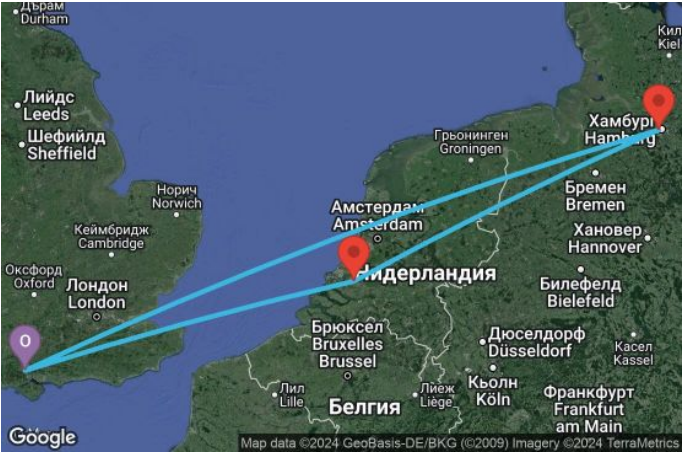 Дърам
Durham
Кил
Kiel
Лийдс
Leeds
Шефийлд
Sheffield
Хамбург
Hamburg
Грьонинген
Groningen
Бремен
Bremen
Норич
Norwich
Амстердам
Amsterdam
Кеймбридж
Cambridge
Хановер
Hannover
Оксфорд
Oxford
Лондон
London
Нидерландия
Билефелд
Bielefeld
O
Брюксел
Bruxelles
Brussel
Дюселдорф
Düsseldorf
Касел
Kassel
Лил
Lille
Лиеж
Liège
Кьолн
Köln
Белгия
Франкфурт
Frankfurt
am Main
Google
Map data ©2024 GeoBasis-DE/BKG (©2009) Imagery ©2024 TerraMetrics